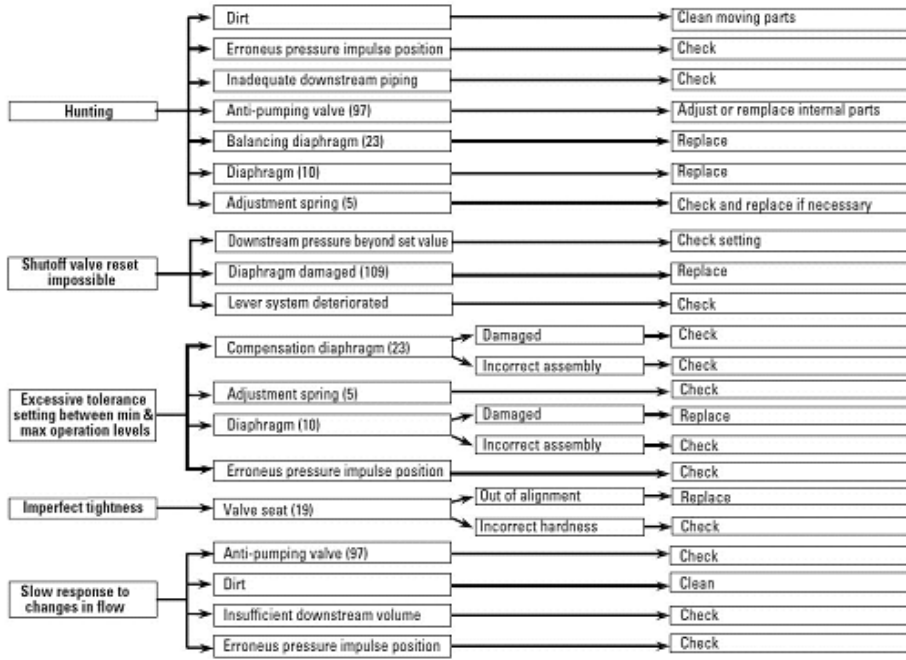 Hunting
Dirt
Clean moving parts
Erroneus pressure impulse position
Check
Inadequate downstream piping
Check
Anti-pumping valve (97)
Adjust or remplace internal parts
Balancing diaphragm (23)
Replace
Diaphragm (10)
Replace
Adjustment spring (5)
Check and replace if necessary
Shutoff valve reset
impossible
Downstream pressure beyond set value
Check setting
Diaphragm damaged (109)
Replace
Lever system deteriorated
Check
Excessive tolerance
setting between min &
max operation levels
Compensation diaphragm (23)
Damaged
Check
Incorrect assembly
Check
Adjustment spring (5)
Check
Diaphragm (10)
Damaged
Replace
Incorrect assembly
Check
Erroneus pressure impulse position
Check
Imperfect tightness
Valve seat (19)
Out of alignment
Replace
Incorrect hardness
Check
Slow response to
changes in flow
Anti-pumping valve (97)
Check
Dirt
Clean
Insufficient downstream volume
Check
Erroneus pressure impulse position
Check